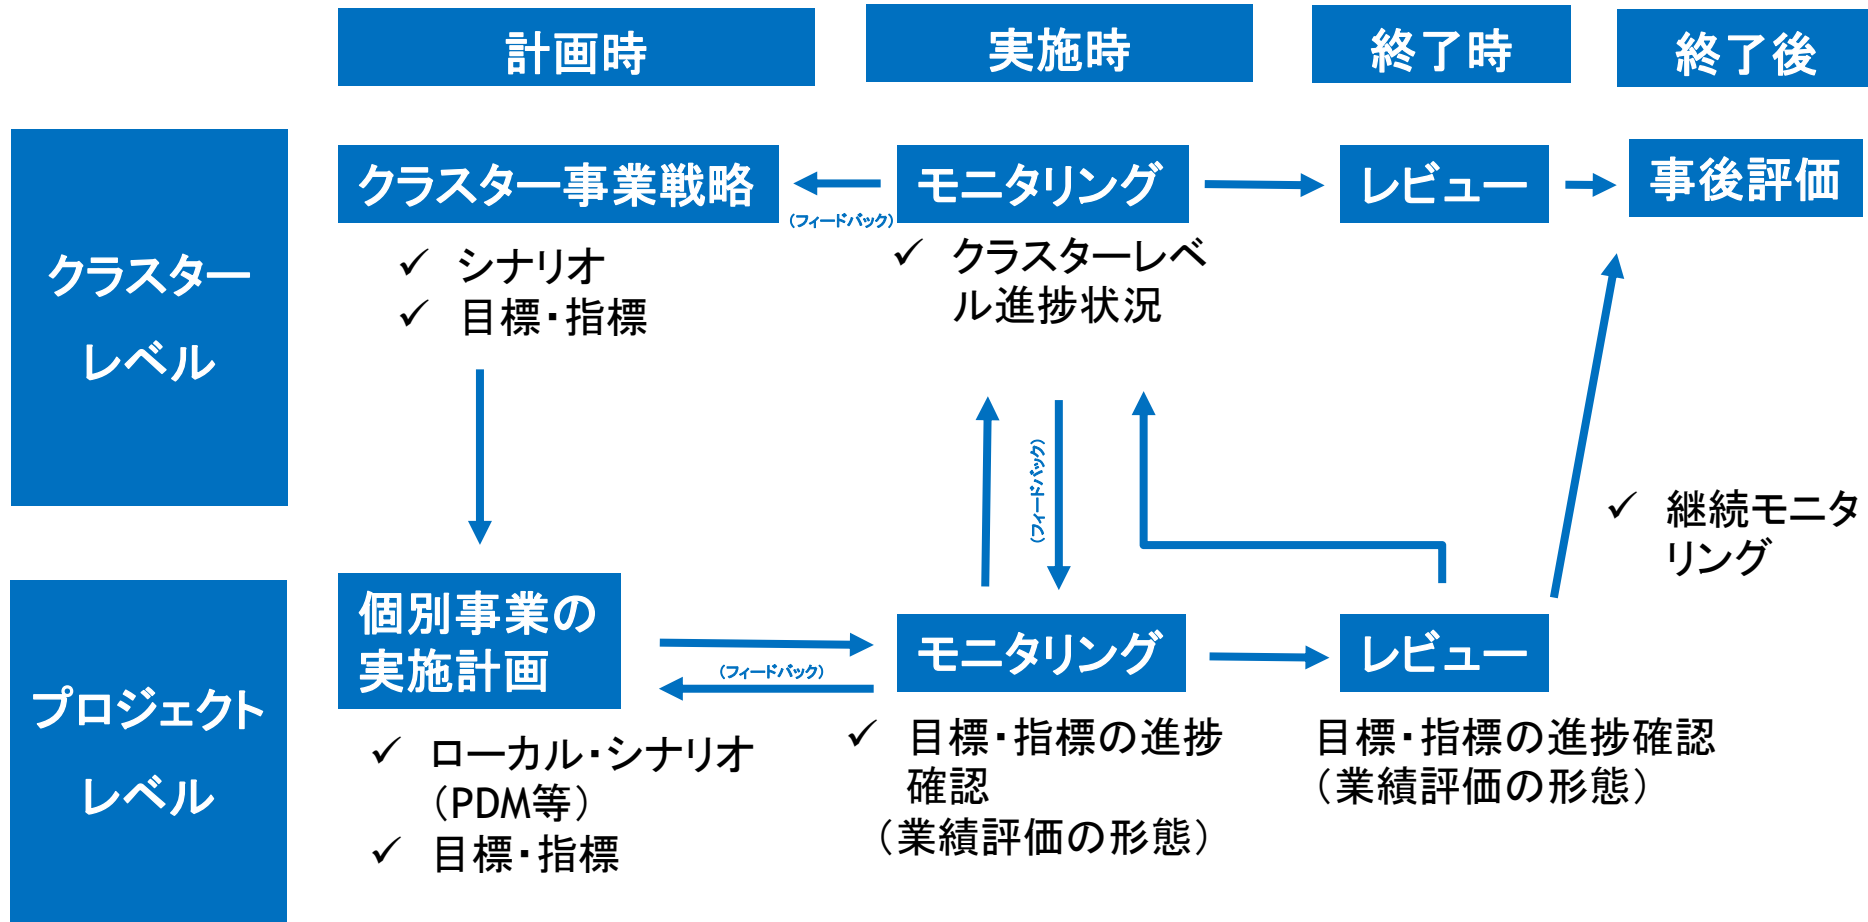 計画時
実施時
終了時
終了後
クラスター
レベル
クラスター事業戦略
(フィードバック)
モニタリング
レビュー
事後評価
✓ シナリオ
✓ 目標・指標
✓ クラスターレベ
ル進捗状況
(フィードバック)
✓ 継続モニタ
リング
プロジェクト
レベル
個別事業の
実施計画
(フィードバック)
モニタリング
レビュー
✓ ローカル・シナリオ
（PDM等）
✓ 目標・指標
✓ 目標・指標の進捗
確認
（業績評価の形態）
目標・指標の進捗確認
（業績評価の形態）